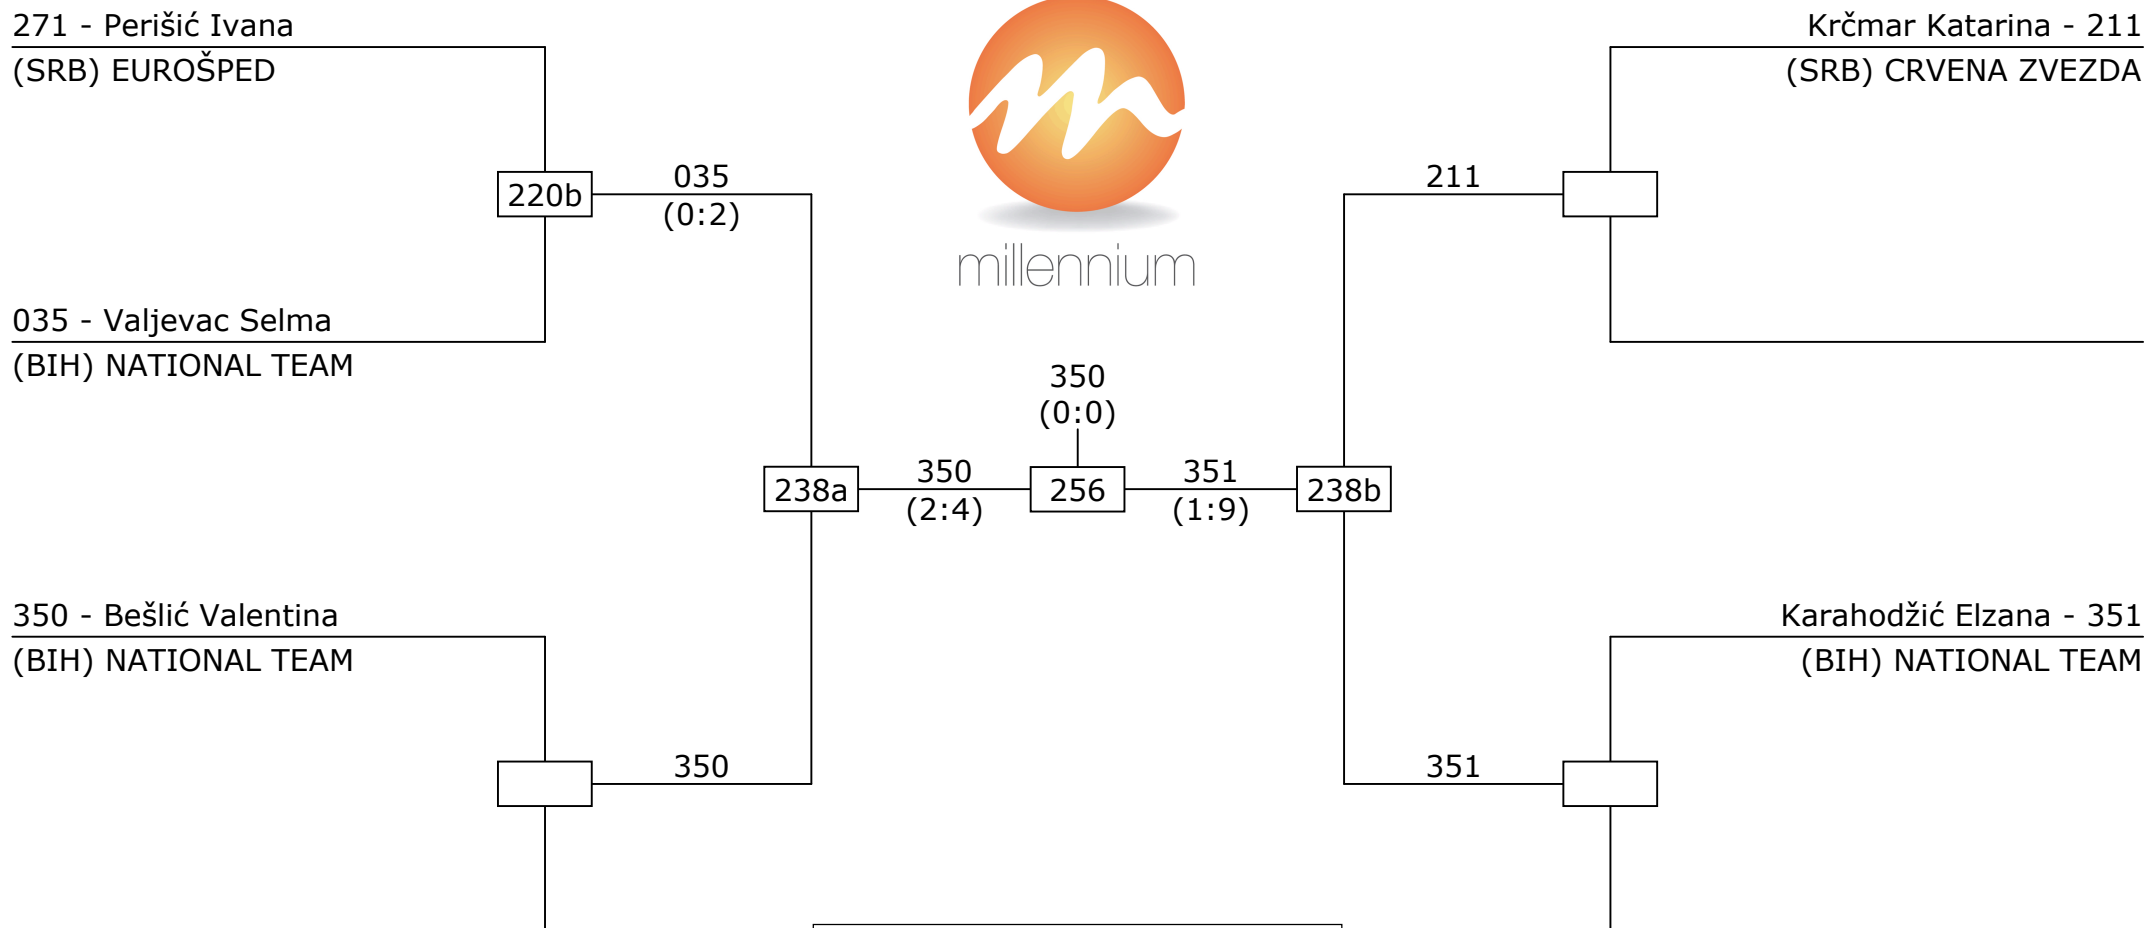 271 - Perišić Ivana
(SRB) EUROŠPED
Krčmar Katarina - 211
(SRB) CRVENA ZVEZDA
220b
035
(0:2)
211
millennium
035 - Valjevac Selma
(BIH) NATIONAL TEAM
350
(0:0)
238a
350
(2:4)
256
351
(1:9)
238b
350 - Bešlić Valentina
(BIH) NATIONAL TEAM
Karahodžić Elzana - 351
(BIH) NATIONAL TEAM
350
351